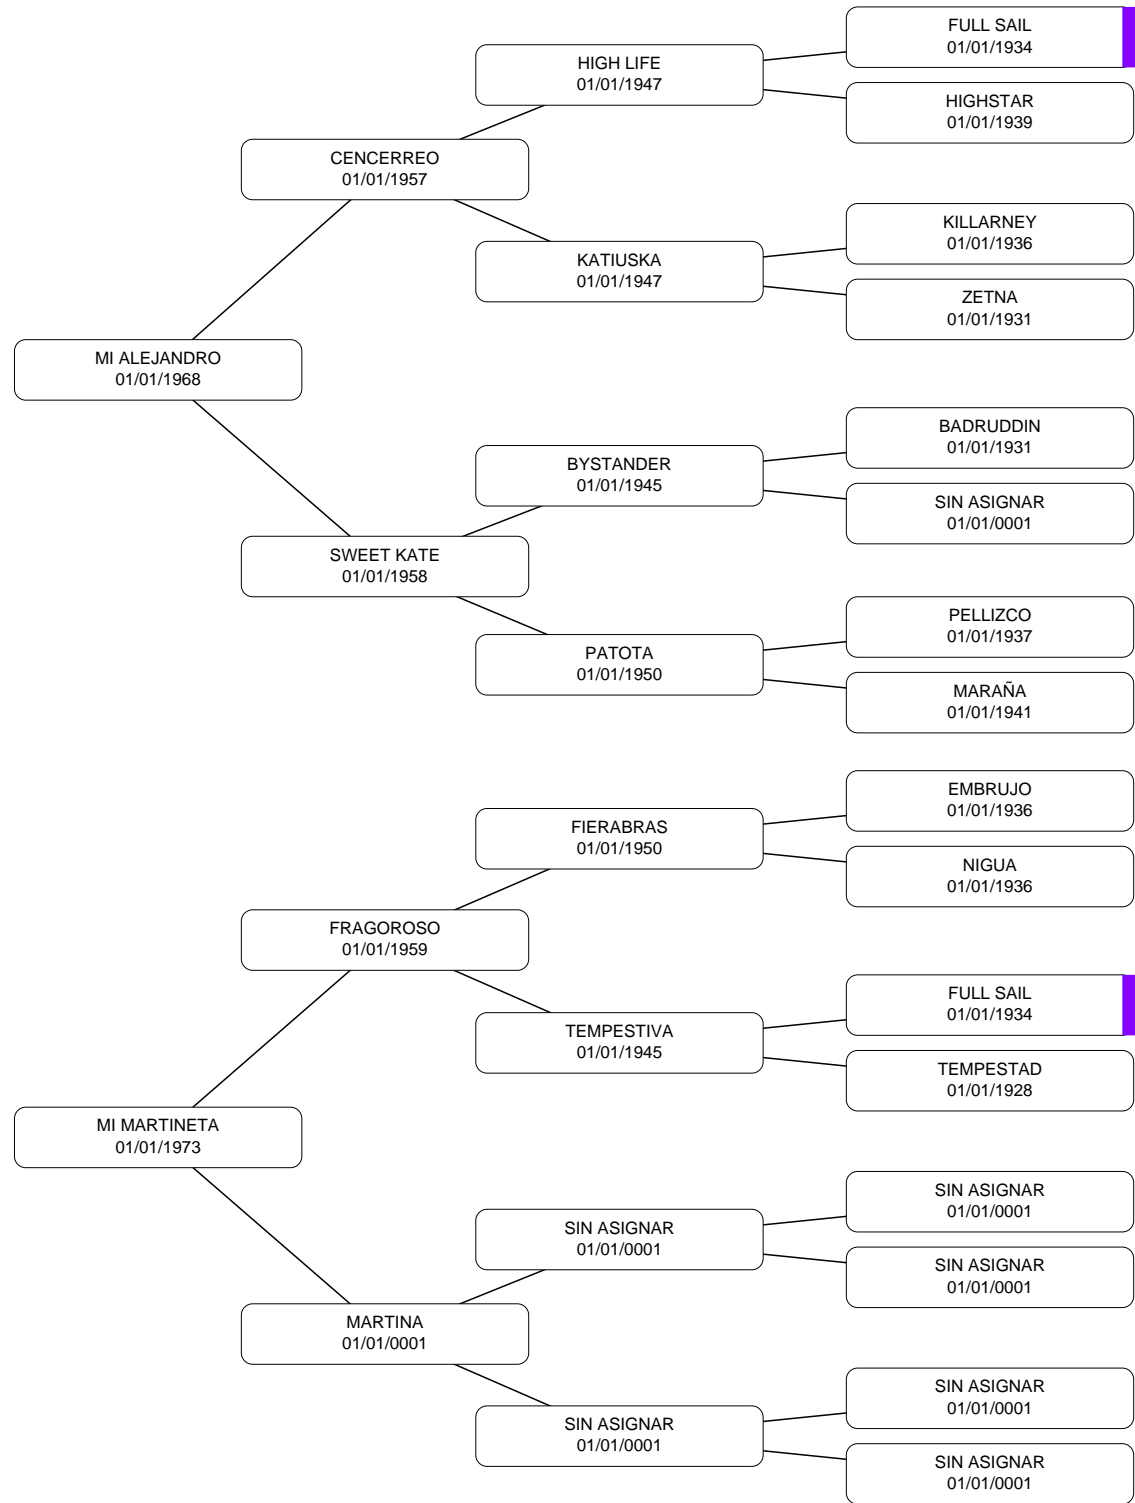 FULL SAIL
01/01/1934
HIGH LIFE
01/01/1947
HIGHSTAR
01/01/1939
CENCERREO
01/01/1957
KILLARNEY
01/01/1936
KATIUSKA
01/01/1947
ZETNA
01/01/1931
MI ALEJANDRO
01/01/1968
BADRUDDIN
01/01/1931
BYSTANDER
01/01/1945
SIN ASIGNAR
01/01/0001
SWEET KATE
01/01/1958
PELLIZCO
01/01/1937
PATOTA
01/01/1950
MARAÑA
01/01/1941
EMBRUJO
01/01/1936
FIERABRAS
01/01/1950
NIGUA
01/01/1936
FRAGOROSO
01/01/1959
FULL SAIL
01/01/1934
TEMPESTIVA
01/01/1945
TEMPESTAD
01/01/1928
MI MARTINETA
01/01/1973
SIN ASIGNAR
01/01/0001
SIN ASIGNAR
01/01/0001
SIN ASIGNAR
01/01/0001
MARTINA
01/01/0001
SIN ASIGNAR
01/01/0001
SIN ASIGNAR
01/01/0001
SIN ASIGNAR
01/01/0001